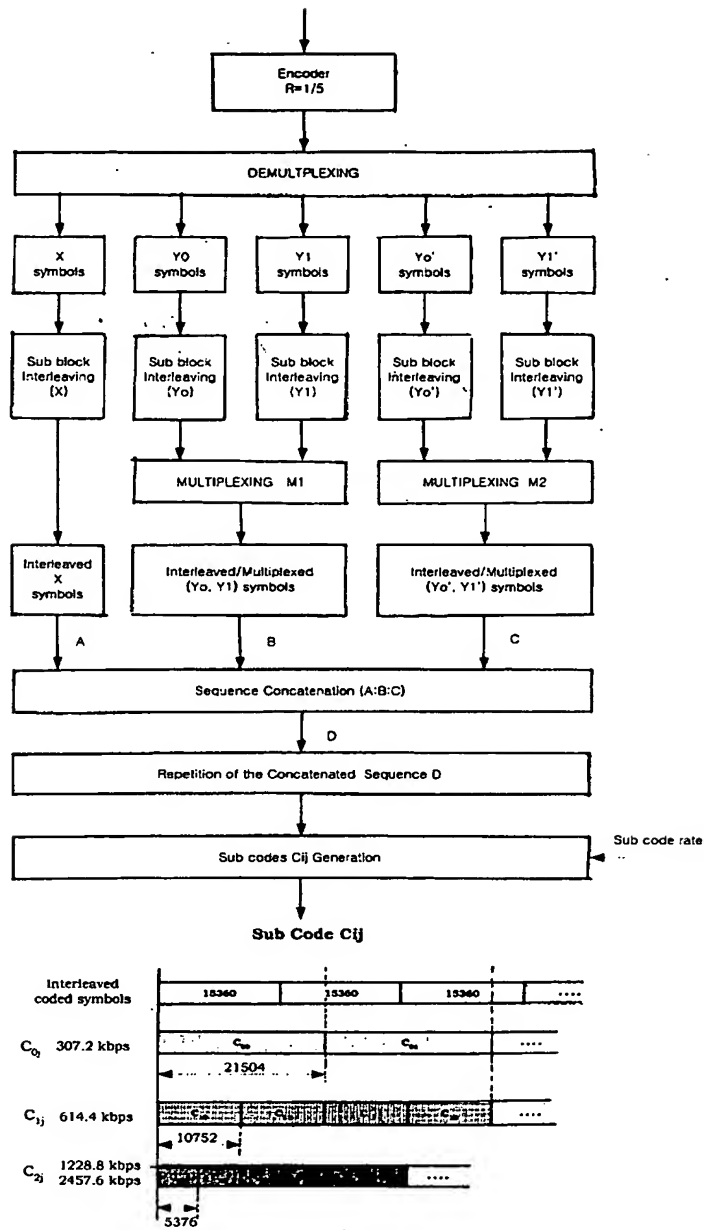 Encoder
R=1/5
DEMULTPLEXING
X
symbols
YO
symbols
Y1
symbols
Yo'
symbols
Y1'
symbols
Sub block
Interleaving
(X)
Sub block
Interleaving
(Yo)
Sub block
Interleaving
(Y1)
Sub block
Interleaving
(Yo')
Sub block
Interleaving
(Y1')
MULTIPLEXING M1
MULTIPLEXING M2
Interleaved
X
symbols
Interleaved/Multiplexed
(Yo, Y1) symbols
Interleaved/Multiplexed
(Yo', Y1') symbols
A
B
C
Sequence Concatenation (A:B:C)
D
Repetition of the Concatenated Sequence D
Sub codes Cij Generation
Sub code rate
Sub Code Cij
Interleaved
coded symbols
15360
15360
15360
....
C0j 307.2 kbps
....
21504
C1j 614.4 kbps
....
10752
C2j
1228.8 kbps
2457.6 kbps
....
5376